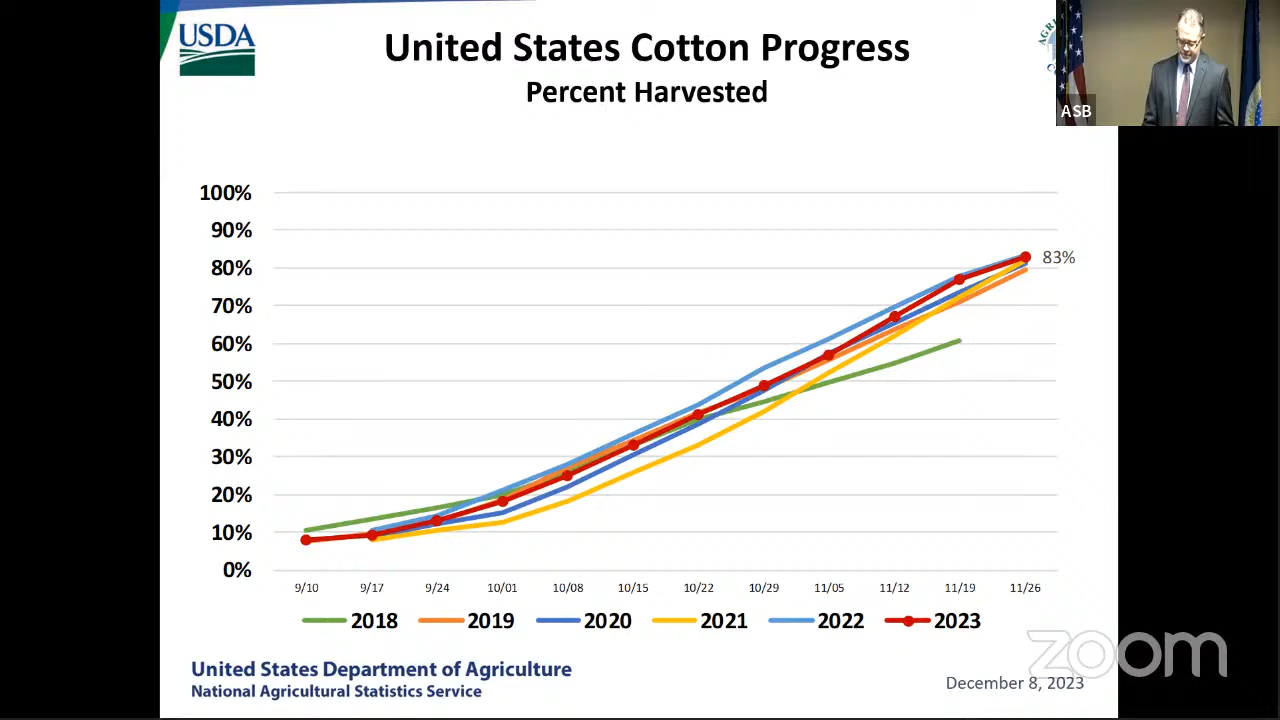 USDA
United States Cotton Progress
Percent Harvested
ASB
100%
90%
80%
70%
60%
50%
40%
30%
20%
10%
0%
83%
9/10 9/17 9/24 10/01 10/08 10/15 10/22 10/29 11/05 11/12 11/19 11/26
2018 2019 2020 2021 2022 2023
United States Department of Agriculture
National Agricultural Statistics Service
December 8, 2023
zoom